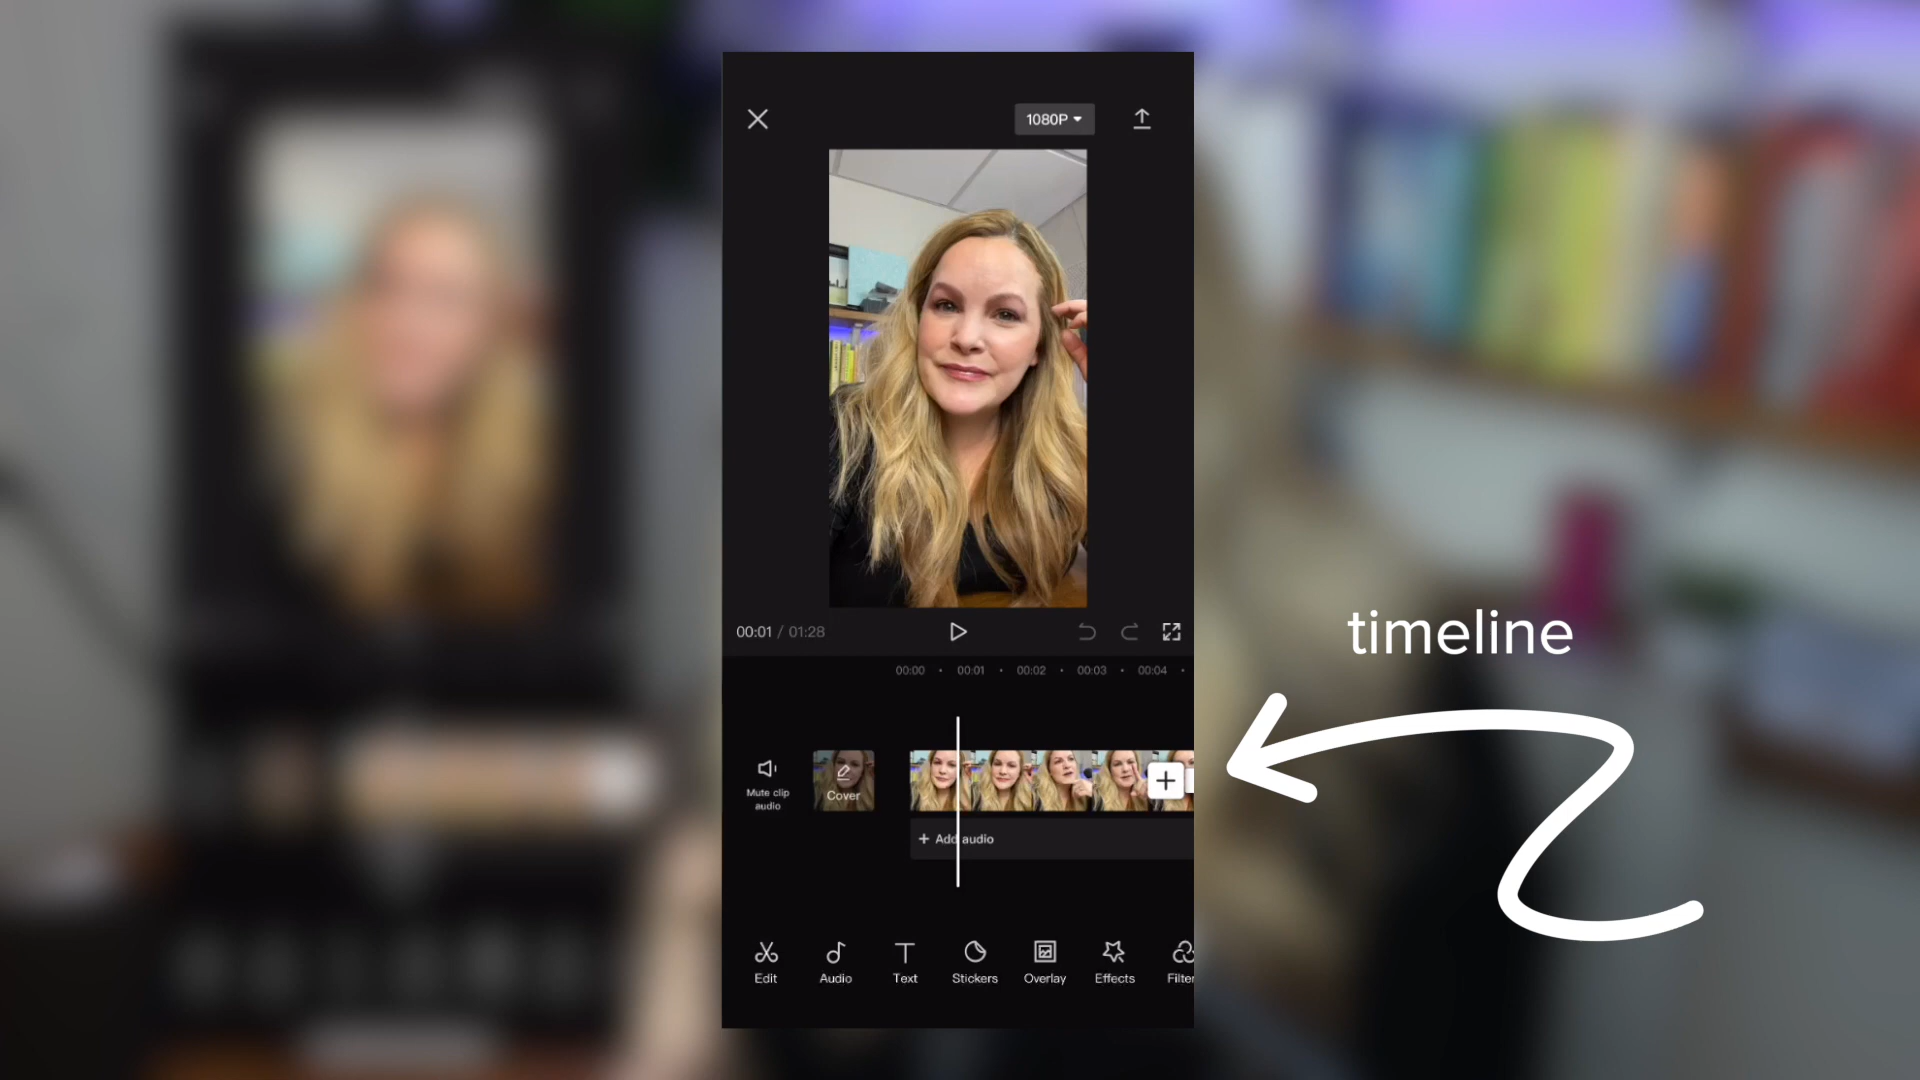 1080P
00:01 / 01:28
00:00 00:01 00:02 00:03 00:04
timeline
Mute clip
audio
Cover
+ Add audio
Edit Audio Text Stickers Overlay Effects Filter